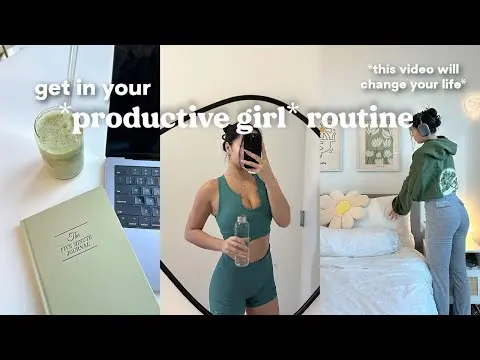 get in your
*productive girl* routine
*this video will
change your life*
The
FIVE MINUTE
JOURNAL